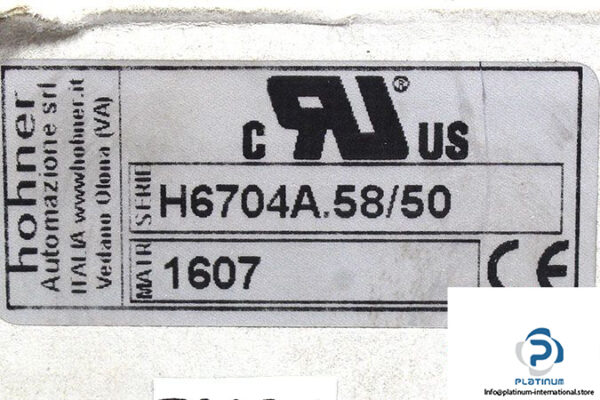 hohner
Automazione srl
ITALIA www.hohner.it
Vedano Olona (VA)
C RU ® US
SERIE H6704A.58/50
MATR 1607
CE
PLATINUM
info@platinum-international.store